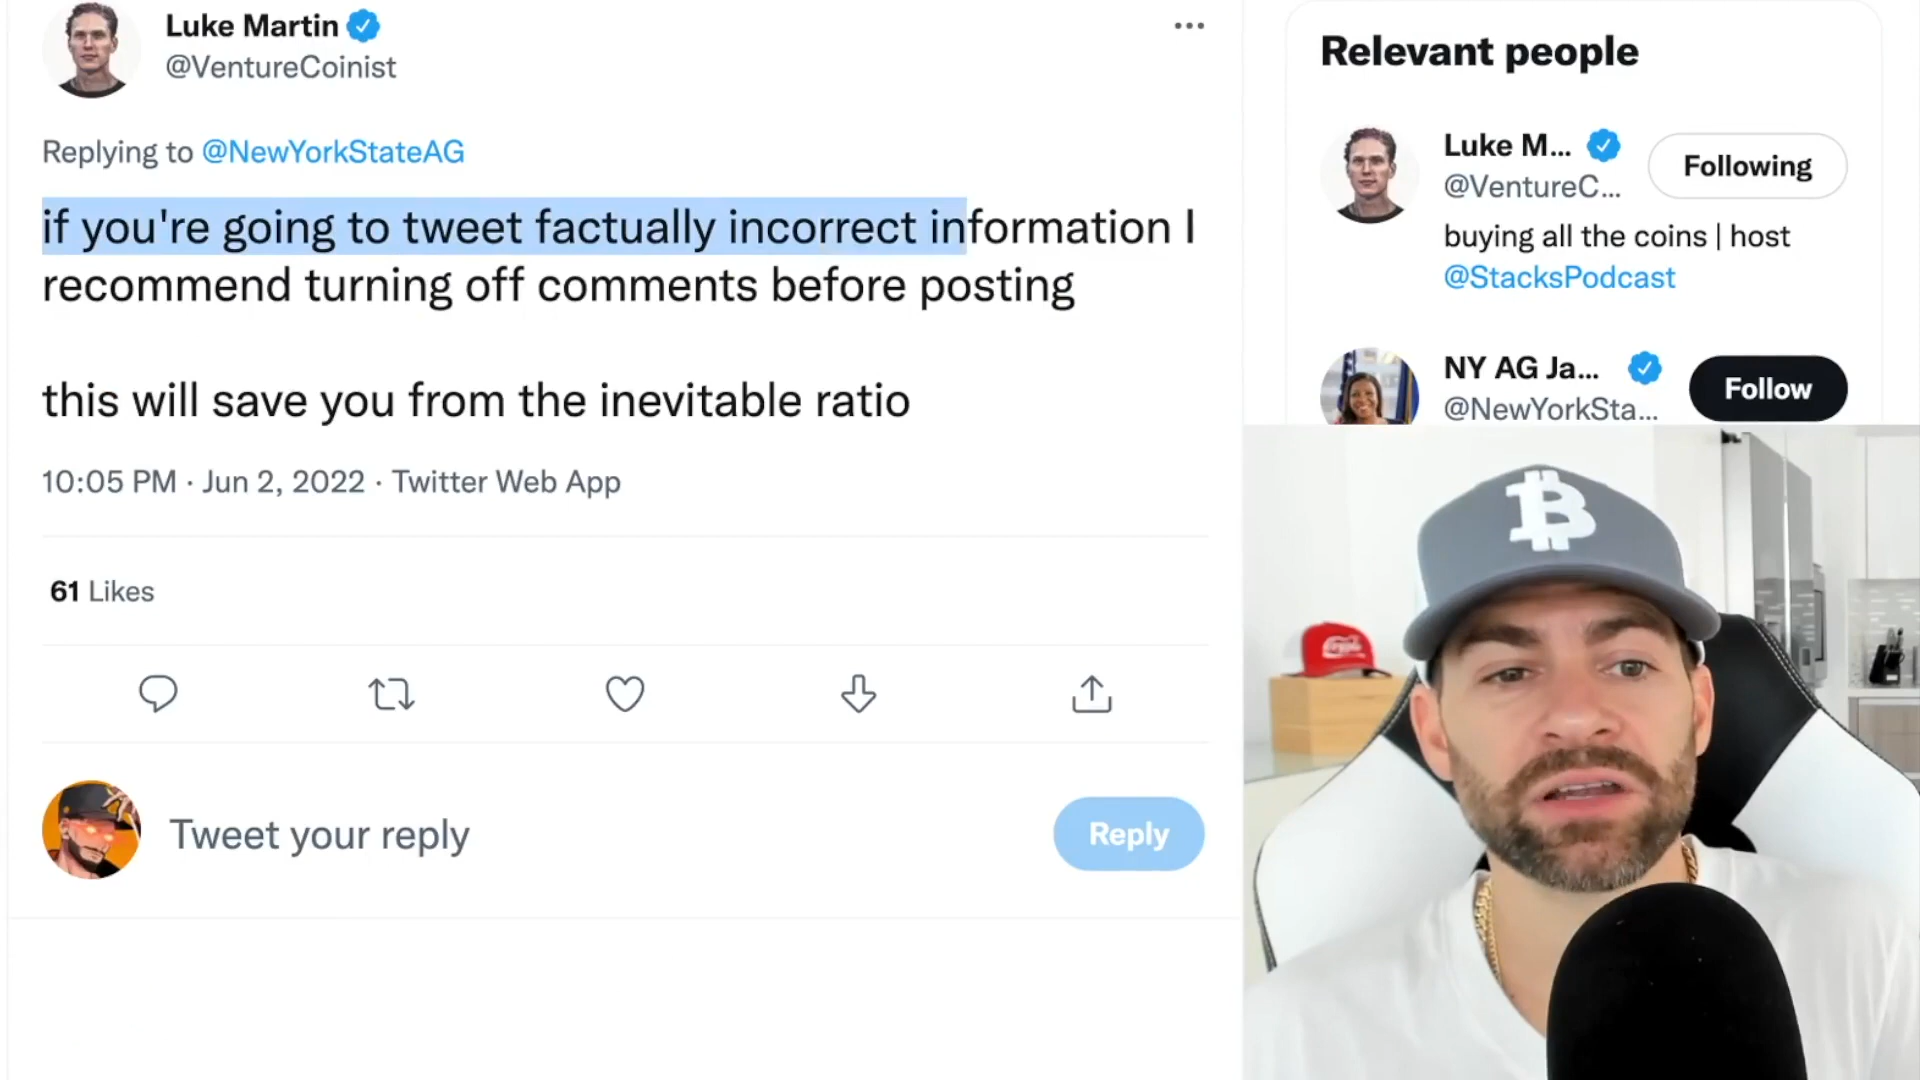 Luke Martin
@VentureCoinist
Replying to @NewYorkStateAG
if you're going to tweet factually incorrect information I
recommend turning off comments before posting
this will save you from the inevitable ratio
10:05 PM · Jun 2, 2022 · Twitter Web App
61 Likes
Tweet your reply
Reply
Relevant people
Luke M...
@VentureC...
Following
buying all the coins | host
@StacksPodcast
NY AG Ja...
@NewYorkSta...
Follow